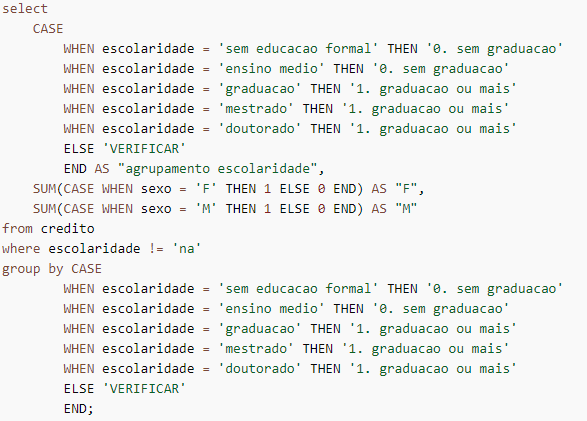 select
    CASE
        WHEN escolaridade = 'sem educacao formal' THEN '0. sem graduacao'
        WHEN escolaridade = 'ensino medio' THEN '0. sem graduacao'
        WHEN escolaridade = 'graduacao' THEN '1. graduacao ou mais'
        WHEN escolaridade = 'mestrado' THEN '1. graduacao ou mais'
        WHEN escolaridade = 'doutorado' THEN '1. graduacao ou mais'
        ELSE 'VERIFICAR'
        END AS "agrupamento escolaridade",
    SUM(CASE WHEN sexo = 'F' THEN 1 ELSE 0 END) AS "F",
    SUM(CASE WHEN sexo = 'M' THEN 1 ELSE 0 END) AS "M"
from credito
where escolaridade != 'na'
group by CASE
        WHEN escolaridade = 'sem educacao formal' THEN '0. sem graduacao'
        WHEN escolaridade = 'ensino medio' THEN '0. sem graduacao'
        WHEN escolaridade = 'graduacao' THEN '1. graduacao ou mais'
        WHEN escolaridade = 'mestrado' THEN '1. graduacao ou mais'
        WHEN escolaridade = 'doutorado' THEN '1. graduacao ou mais'
        ELSE 'VERIFICAR'
        END;